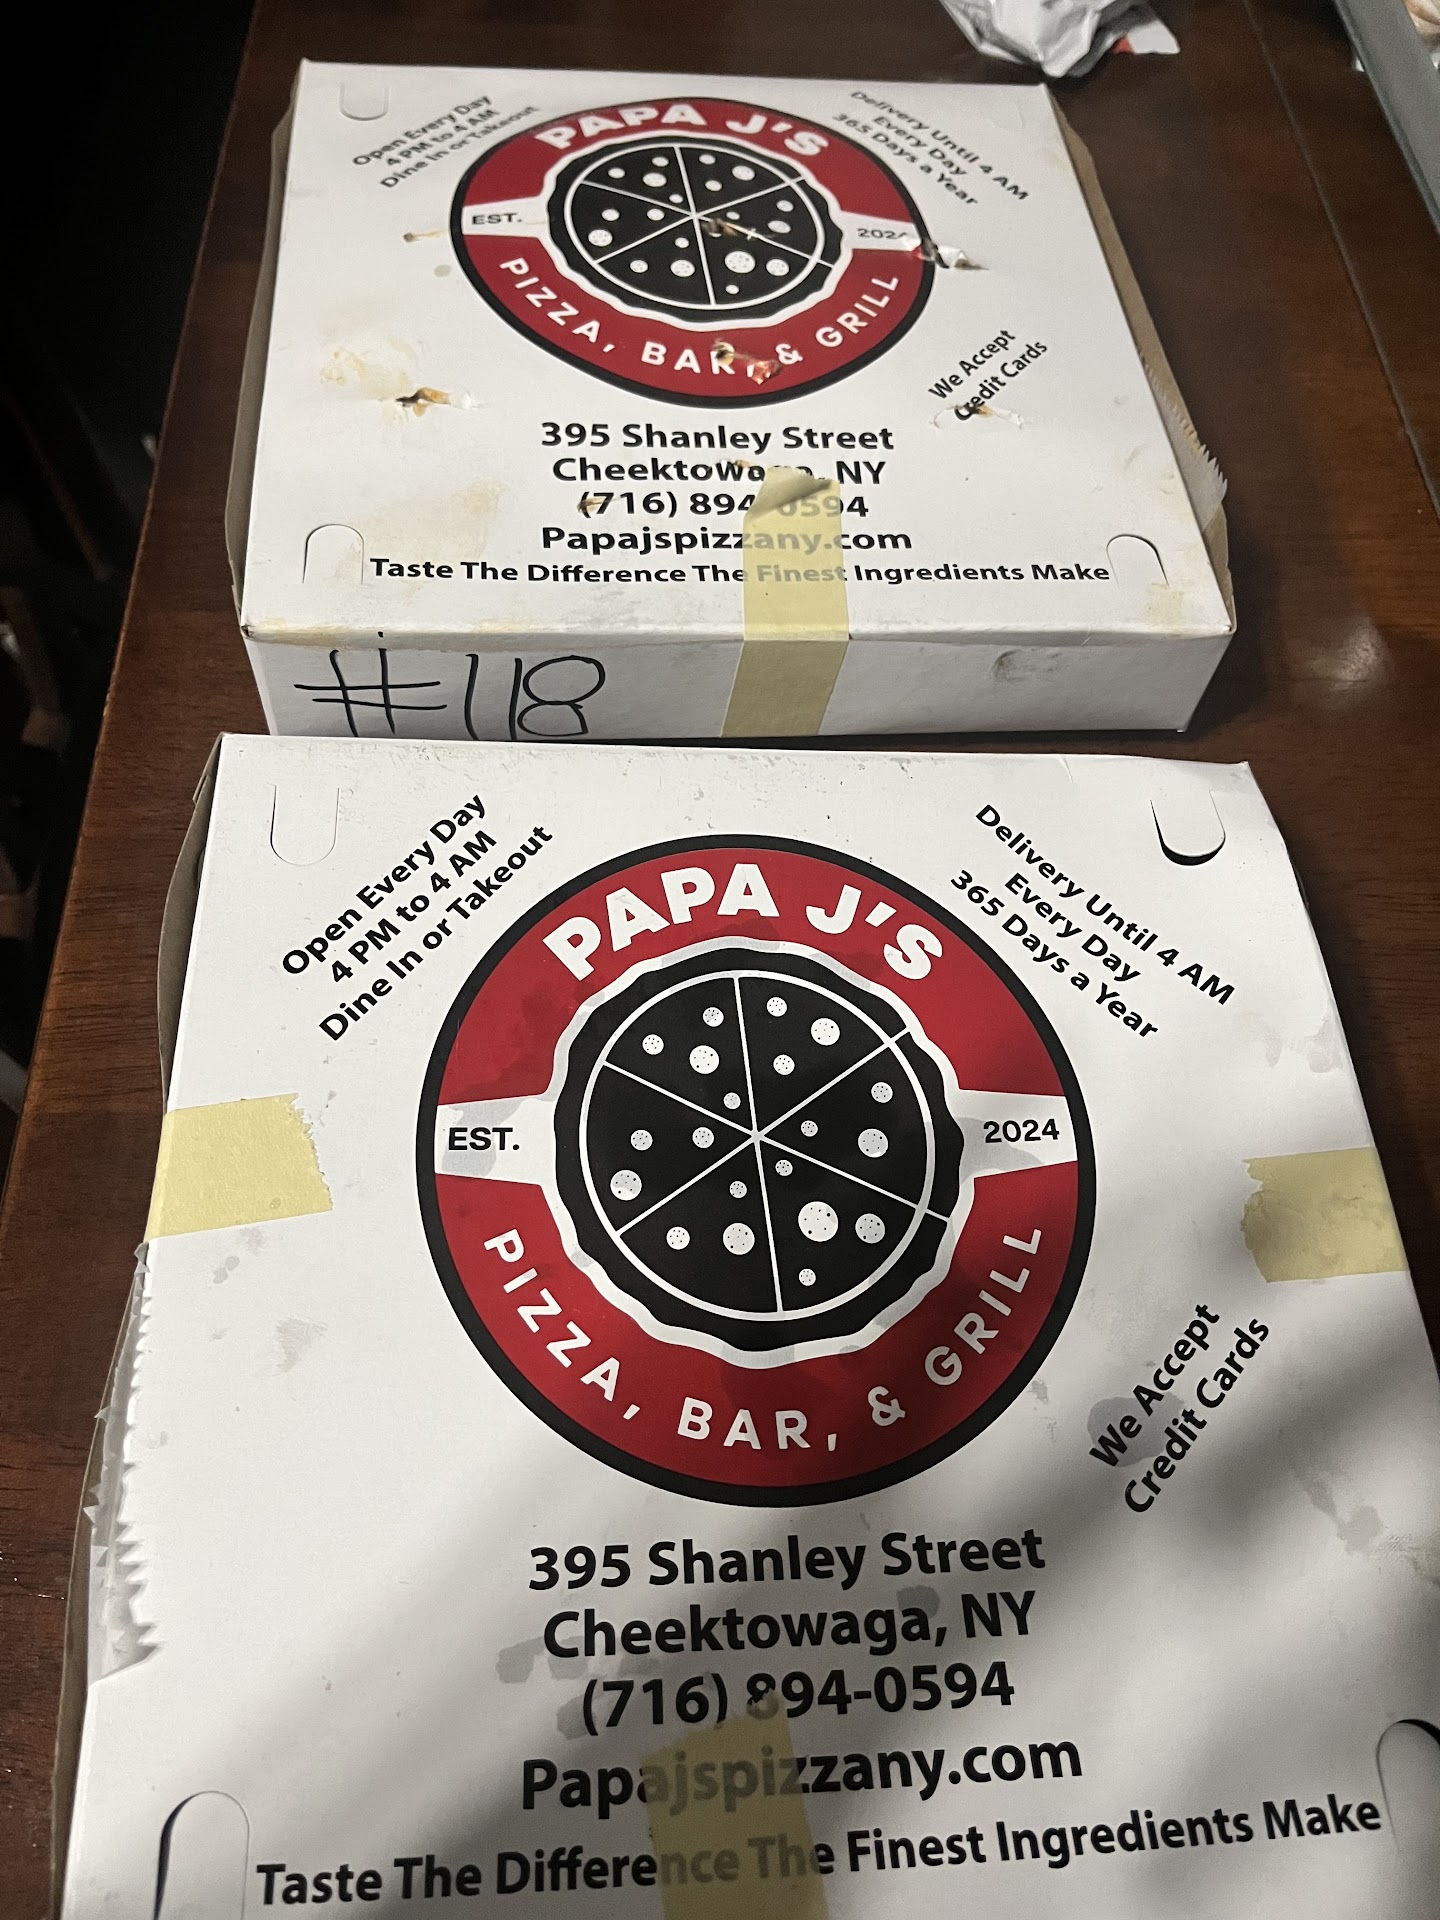 Open Every Day
4 PM to 4 AM
Dine In or Takeout
PAPA J'S
Delivery Until 4 AM
Every Day
365 Days a Year
EST.
2024
PIZZA, BAR, & GRILL
We Accept
Credit Cards
395 Shanley Street
Cheektowaga, NY
(716) 894-0594
Papajspizzany.com
Taste The Difference The Finest Ingredients Make
#118
Open Every Day
4 PM to 4 AM
Dine In or Takeout
PAPA J'S
Delivery Until 4 AM
Every Day
365 Days a Year
EST.
2024
PIZZA, BAR, & GRILL
We Accept
Credit Cards
395 Shanley Street
Cheektowaga, NY
(716) 894-0594
Papajspizzany.com
Taste The Difference The Finest Ingredients Make